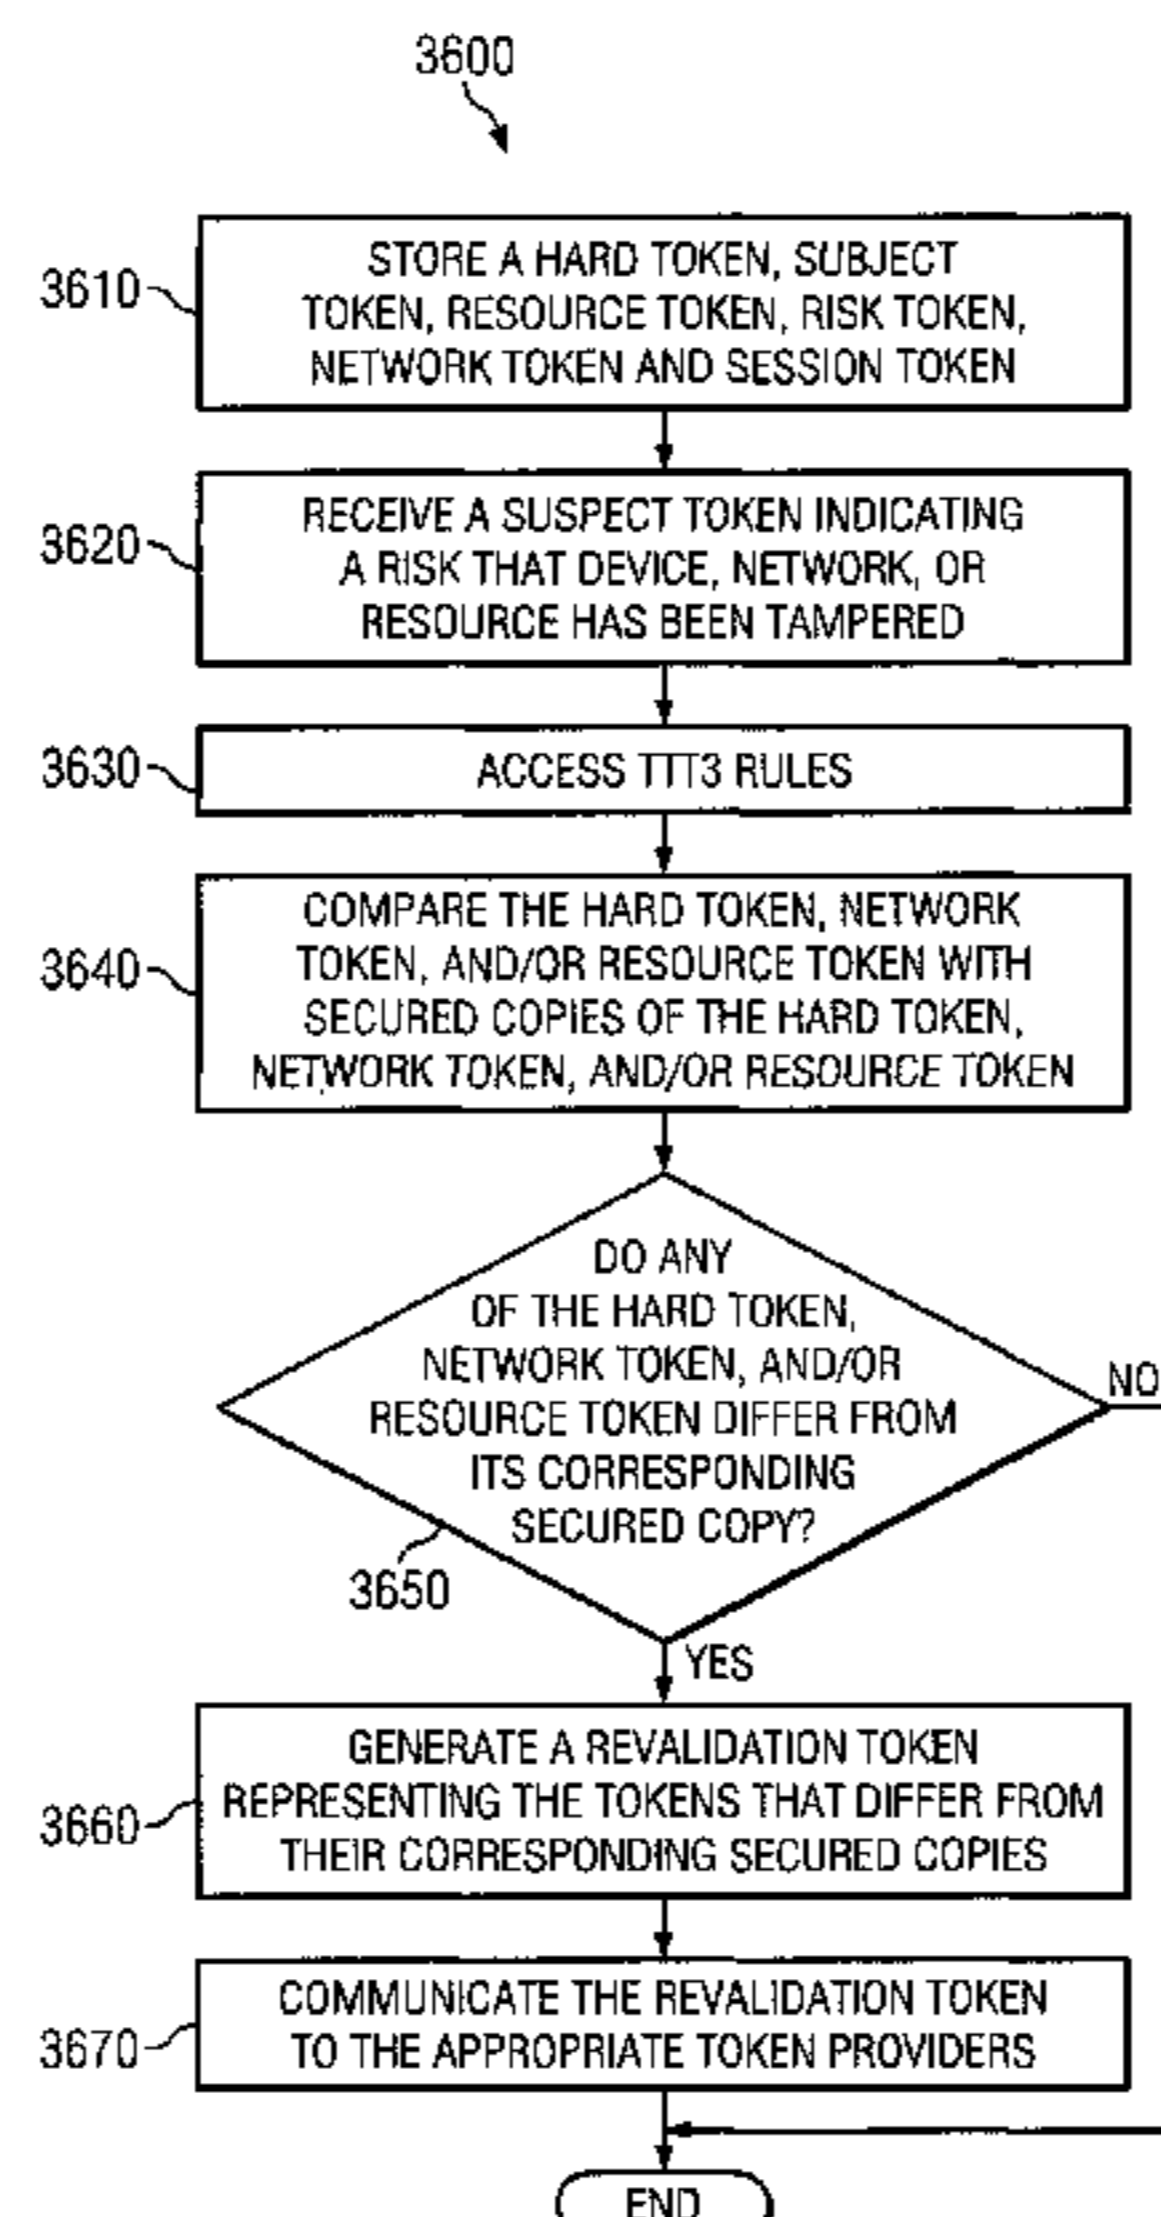 3600
3610
STORE A HARD TOKEN, SUBJECT
TOKEN, RESOURCE TOKEN, RISK TOKEN,
NETWORK TOKEN AND SESSION TOKEN
3620
RECEIVE A SUSPECT TOKEN INDICATING
A RISK THAT DEVICE, NETWORK, OR
RESOURCE HAS BEEN TAMPERED
3630
ACCESS TTT3 RULES
3640
COMPARE THE HARD TOKEN, NETWORK
TOKEN, AND/OR RESOURCE TOKEN WITH
SECURED COPIES OF THE HARD TOKEN,
NETWORK TOKEN, AND/OR RESOURCE TOKEN
DO ANY
OF THE HARD TOKEN,
NETWORK TOKEN, AND/OR
RESOURCE TOKEN DIFFER FROM
ITS CORRESPONDING
SECURED COPY?
NO
3650
YES
3660
GENERATE A REVALIDATION TOKEN
REPRESENTING THE TOKENS THAT DIFFER FROM
THEIR CORRESPONDING SECURED COPIES
3670
COMMUNICATE THE REVALIDATION TOKEN
TO THE APPROPRIATE TOKEN PROVIDERS
END